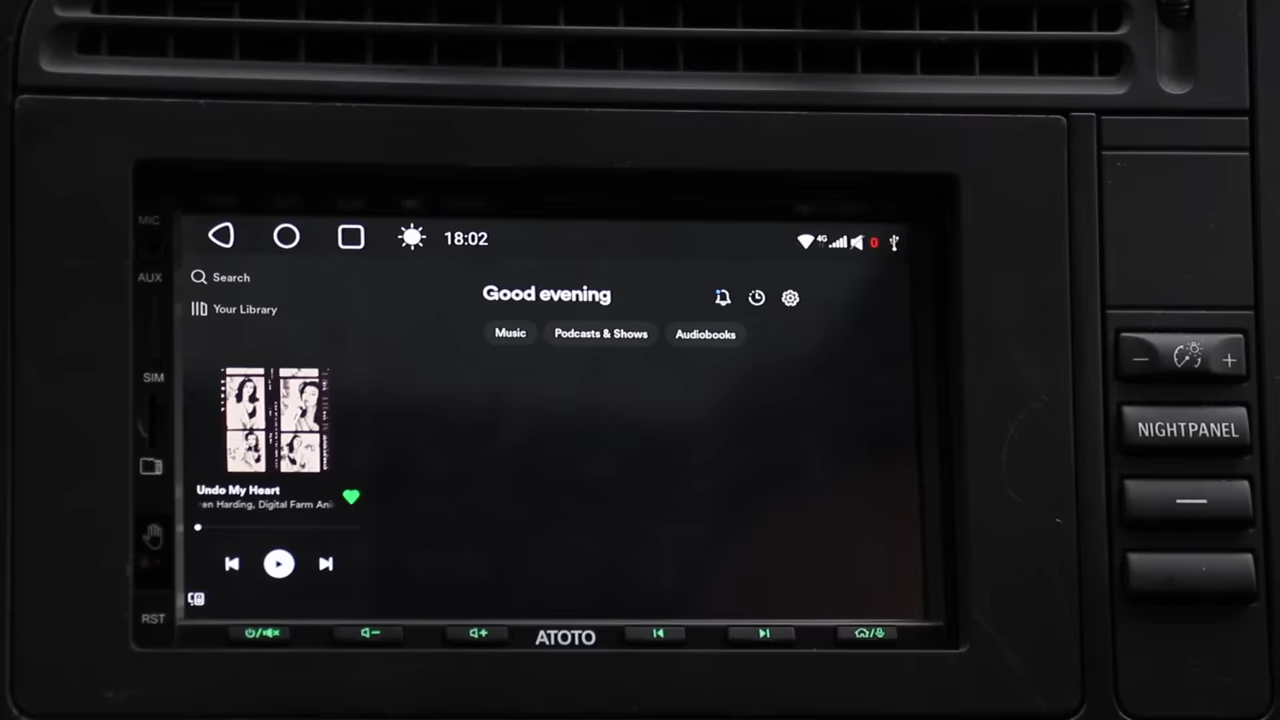 18:02
4G
0
Search
Your Library
Good evening
Music
Podcasts & Shows
Audiobooks
Undo My Heart
en Harding, Digital Farm Ani
MIC
AUX
SIM
RST
ATOTO
NIGHTPANEL